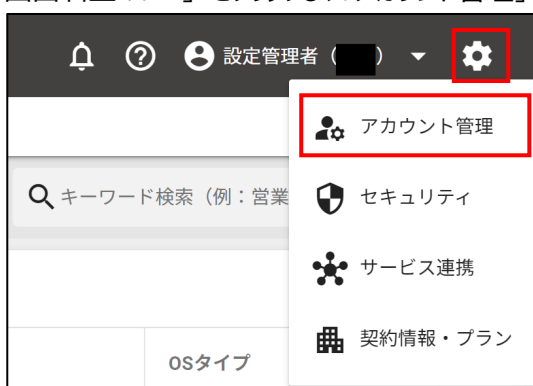 設定管理者（　）
アカウント管理
キーワード検索（例：営業
セキュリティ
サービス連携
契約情報・プラン
OSタイプ